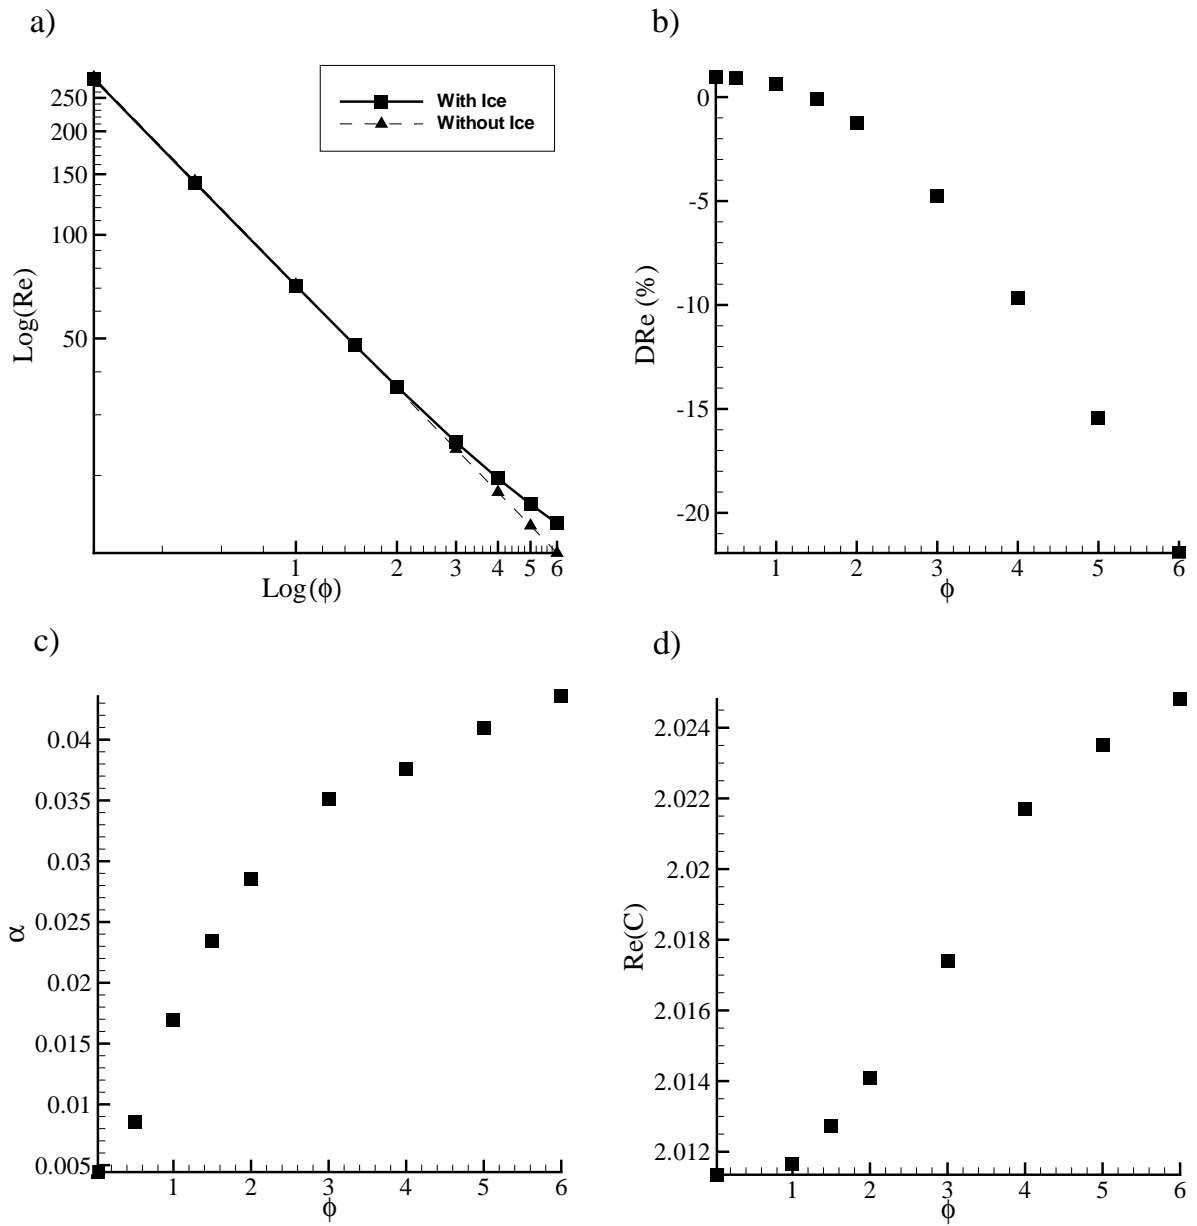 a)
250
200
150
100
50
Log(Re)
With Ice
Without Ice
1 2 3 4 5 6
Log(ϕ)
b)
0
-5
-10
-15
-20
DRe (%)
1 2 3 4 5 6
ϕ
c)
0.04
0.035
0.03
0.025
0.02
0.015
0.01
0.005
α
1 2 3 4 5 6
ϕ
d)
2.024
2.022
2.02
2.018
2.016
2.014
2.012
Re(C)
1 2 3 4 5 6
ϕ